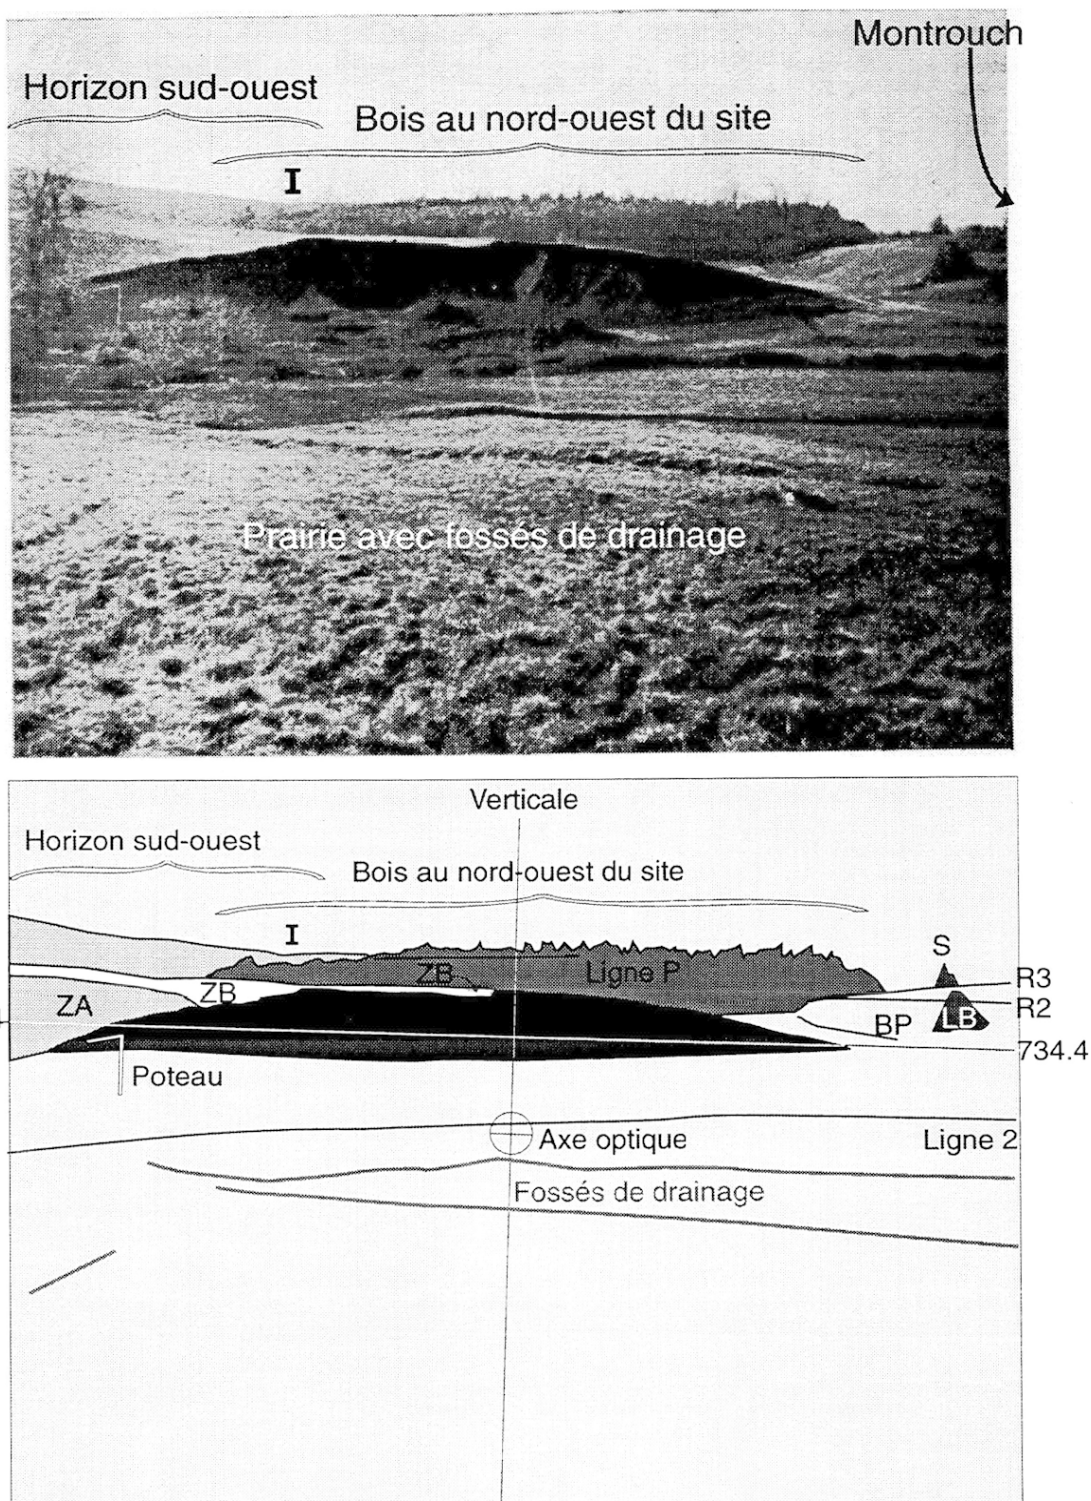 Montrouch
Horizon sud-ouest
Bois au nord-ouest du site
I
Prairie avec fossés de drainage
Verticale
Horizon sud-ouest
Bois au nord-ouest du site
I
S
ZB
Ligne P
R3
ZA
ZB
R2
BP
LB
734.4
Poteau
Axe optique
Ligne 2
Fossés de drainage